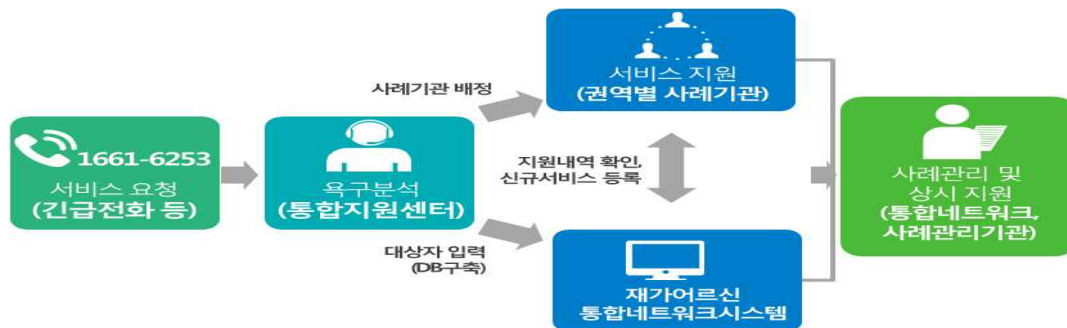 1661-6253
서비스 요청
(긴급전화 등)
욕구분석
(통합지원센터)
사례기관 배정
대상자 입력
(DB구축)
서비스 지원
(권역별 사례기관)
지원내역 확인,
신규서비스 등록
재가어르신
통합네트워크시스템
사례관리 및
상시 지원
(통합네트워크,
사례관리기관)